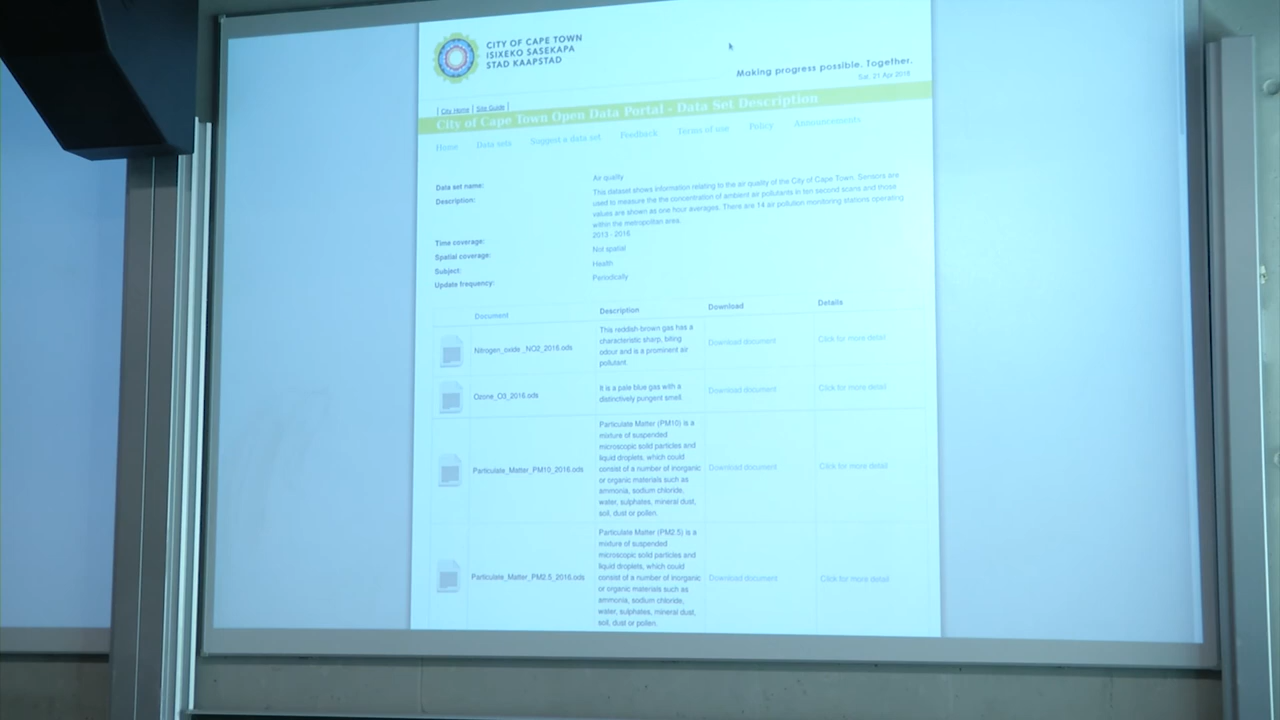 CITY OF CAPE TOWN
ISIXEKO SASEKAPA
STAD KAAPSTAD
Making progress possible. Together.
Sat, 21 Apr 2018
| City Home | Site Guide |
City of Cape Town Open Data Portal - Data Set Description
Home Data sets Suggest a data set Feedback Terms of use Policy Announcements
Data set name: Air quality
Description: This dataset shows information relating to the air quality of the City of Cape Town. Sensors are
used to measure the the concentration of ambient air pollutants in ten second scans and those
values are shown as one hour averages. There are 14 air pollution monitoring stations operating
within the metropolitan area.
Time coverage: 2013 - 2016
Spatial coverage: Not spatial
Subject: Health
Update frequency: Periodically
Document Description Download Details
Nitrogen_oxide _NO2_2016.ods
This reddish-brown gas has a
characteristic sharp, biting
odour and is a prominent air
pollutant.
Download document
Click for more detail
Ozone_O3_2016.ods
It is a pale blue gas with a
distinctively pungent smell.
Download document
Click for more detail
Particulate_Matter_PM10_2016.ods
Particulate Matter (PM10) is a
mixture of suspended
microscopic solid particles and
liquid droplets, which could
consist of a number of inorganic
or organic materials such as
ammonia, sodium chloride,
water, sulphates, mineral dust,
soil, dust or pollen.
Download document
Click for more detail
Particulate_Matter_PM2.5_2016.ods
Particulate Matter (PM2.5) is a
mixture of suspended
microscopic solid particles and
liquid droplets, which could
consist of a number of inorganic
or organic materials such as
ammonia, sodium chloride,
water, sulphates, mineral dust,
soil, dust or pollen.
Download document
Click for more detail